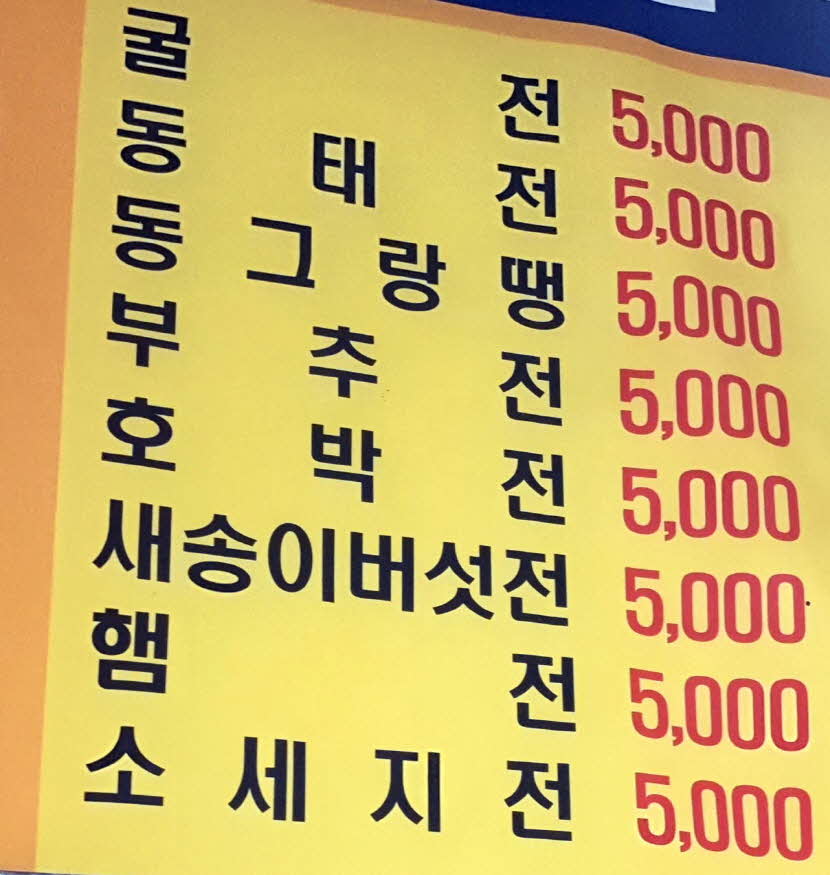 굴 전 5,000
동 태 전 5,000
동 그 랑 땡 5,000
부 추 전 5,000
호 박 전 5,000
새송이버섯전 5,000
햄 전 5,000
소 세 지 전 5,000